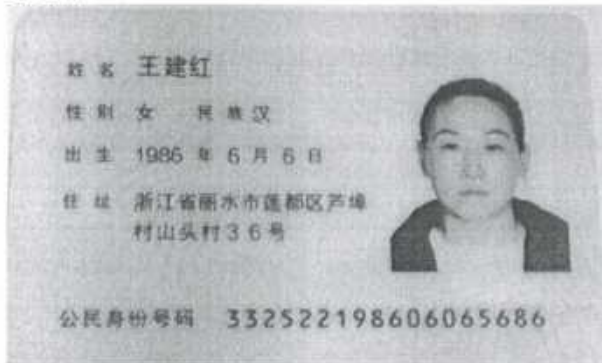 姓名 王建红
性别 女 民族汉
出生 1986 年 6 月 6 日
住址 浙江省丽水市莲都区芦埠
村山头村36号
公民身份号码 332522198606065686